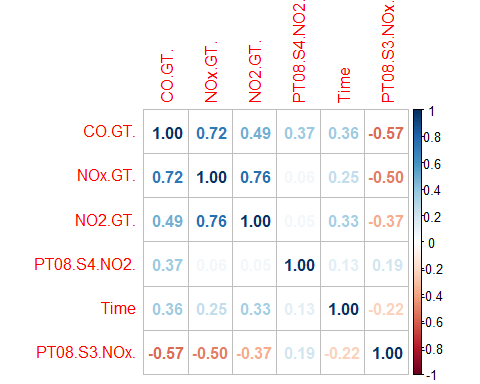 CO.GT. NOx.GT. NO2.GT. PT08.S4.NO2. Time PT08.S3.NOx.
CO.GT. 1.00 0.72 0.49 0.37 0.36 -0.57
NOx.GT. 0.72 1.00 0.76 0.06 0.25 -0.50
NO2.GT. 0.49 0.76 1.00 0.05 0.33 -0.37
PT08.S4.NO2. 0.37 0.06 0.05 1.00 0.13 0.19
Time 0.36 0.25 0.33 0.13 1.00 -0.22
PT08.S3.NOx. -0.57 -0.50 -0.37 0.19 -0.22 1.00
1
0.8
0.6
0.4
0.2
0
-0.2
-0.4
-0.6
-0.8
-1